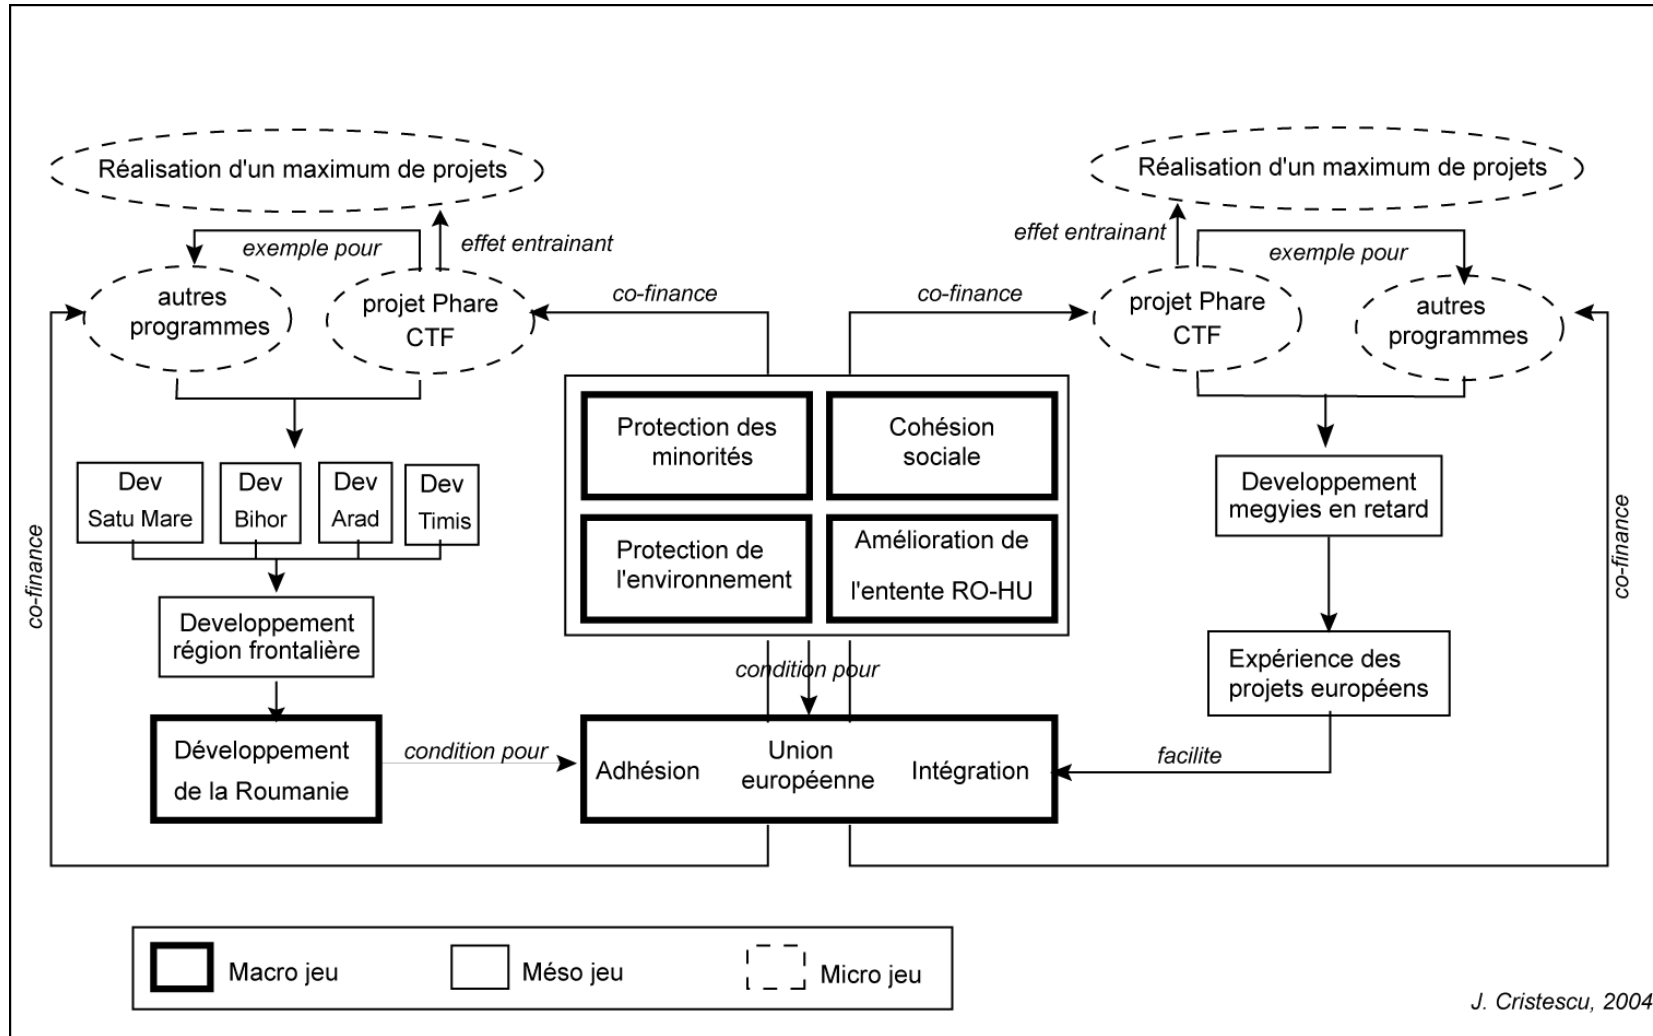 Réalisation d'un maximum de projets
Réalisation d'un maximum de projets
exemple pour
effet entrainant
effet entrainant
exemple pour
autres
programmes
projet Phare
CTF
co-finance
co-finance
projet Phare
CTF
autres
programmes
Protection des
minorités
Cohésion
sociale
Dev
Satu Mare
Dev
Bihor
Dev
Arad
Dev
Timis
Developpement
megyies en retard
co-finance
co-finance
Protection de
l'environnement
Amélioration de
l'entente RO-HU
Developpement
région frontalière
condition pour
Expérience des
projets européens
Développement
de la Roumanie
condition pour
Adhésion
Union
européenne
Intégration
facilite
Macro jeu
Méso jeu
Micro jeu
J. Cristescu, 2004